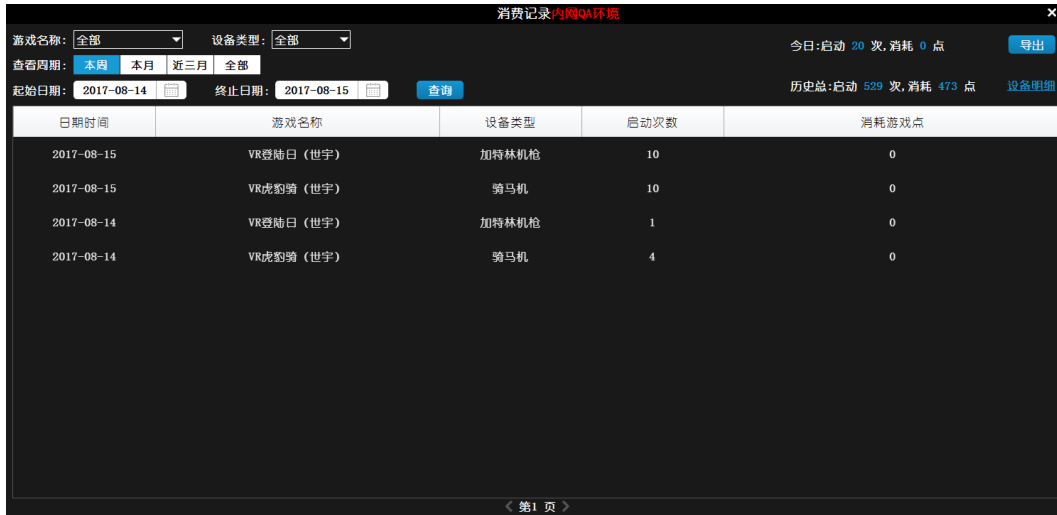 消费记录内网QA环境 ×
游戏名称: 全部 设备类型: 全部 今日:启动 20 次,消耗 0 点 导出
查看周期: 本周 本月 近三月 全部
起始日期: 2017-08-14 终止日期: 2017-08-15 查询 历史总:启动 529 次,消耗 473 点 设备明细
日期时间 游戏名称 设备类型 启动次数 消耗游戏点
2017-08-15 VR登陆日（世宇） 加特林机枪 10 0
2017-08-15 VR虎豹骑（世宇） 骑马机 10 0
2017-08-14 VR登陆日（世宇） 加特林机枪 1 0
2017-08-14 VR虎豹骑（世宇） 骑马机 4 0
第1 页